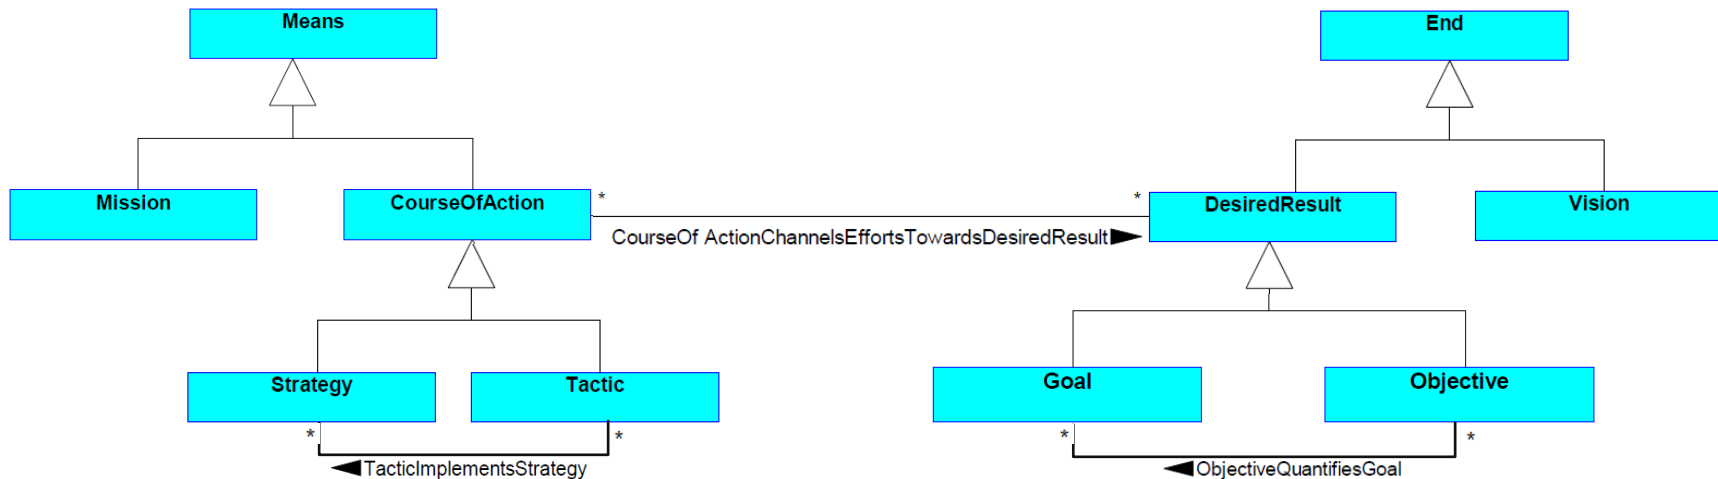 Means
End
Mission
CourseOfAction
*
*
DesiredResult
Vision
CourseOf ActionChannelsEffortsTowardsDesiredResult
Strategy
Tactic
Goal
Objective
*
*
*
*
TacticImplementsStrategy
ObjectiveQuantifiesGoal